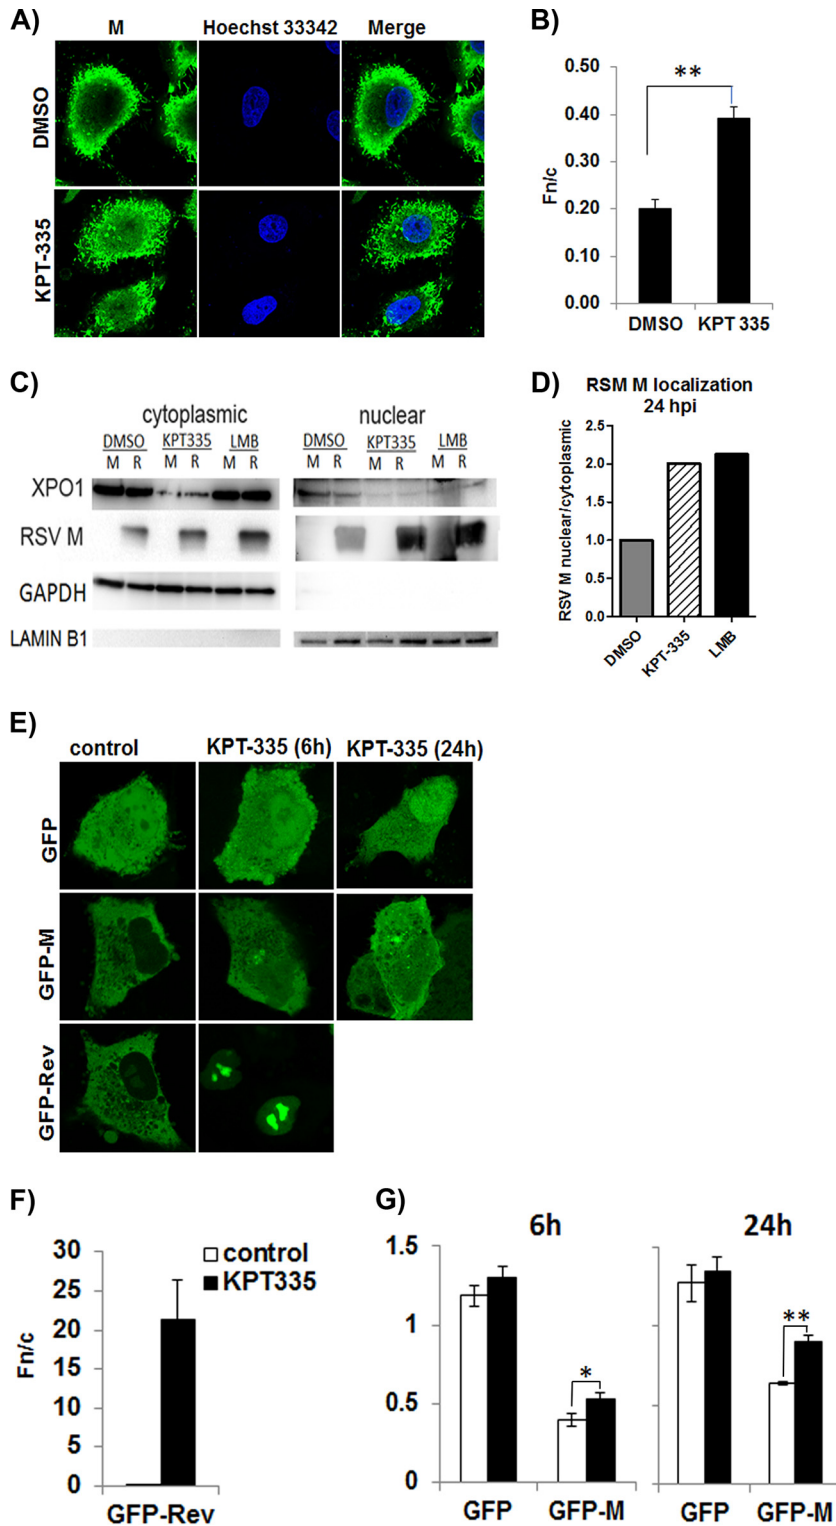 A)
M Hoechst 33342 Merge
DMSO
KPT-335
B)
**
0.50
0.40
0.30
0.20
0.10
0.00
Fn/c
DMSO KPT 335
C)
cytoplasmic nuclear
DMSO KPT335 LMB DMSO KPT335 LMB
M R M R M R M R M R M R
XPO1
RSV M
GAPDH
LAMIN B1
D)
RSM M localization
24 hpi
RSV M nuclear/cytoplasmic
2.5
2.0
1.5
1.0
0.5
0.0
DMSO
KPT-335
LMB
E)
control KPT-335 (6h) KPT-335 (24h)
GFP
GFP-M
GFP-Rev
F)
30
25
20
15
10
5
0
Fn/c
control
KPT335
GFP-Rev
G)
6h 24h
1.5
1
0.5
0
*
**
GFP GFP-M GFP GFP-M